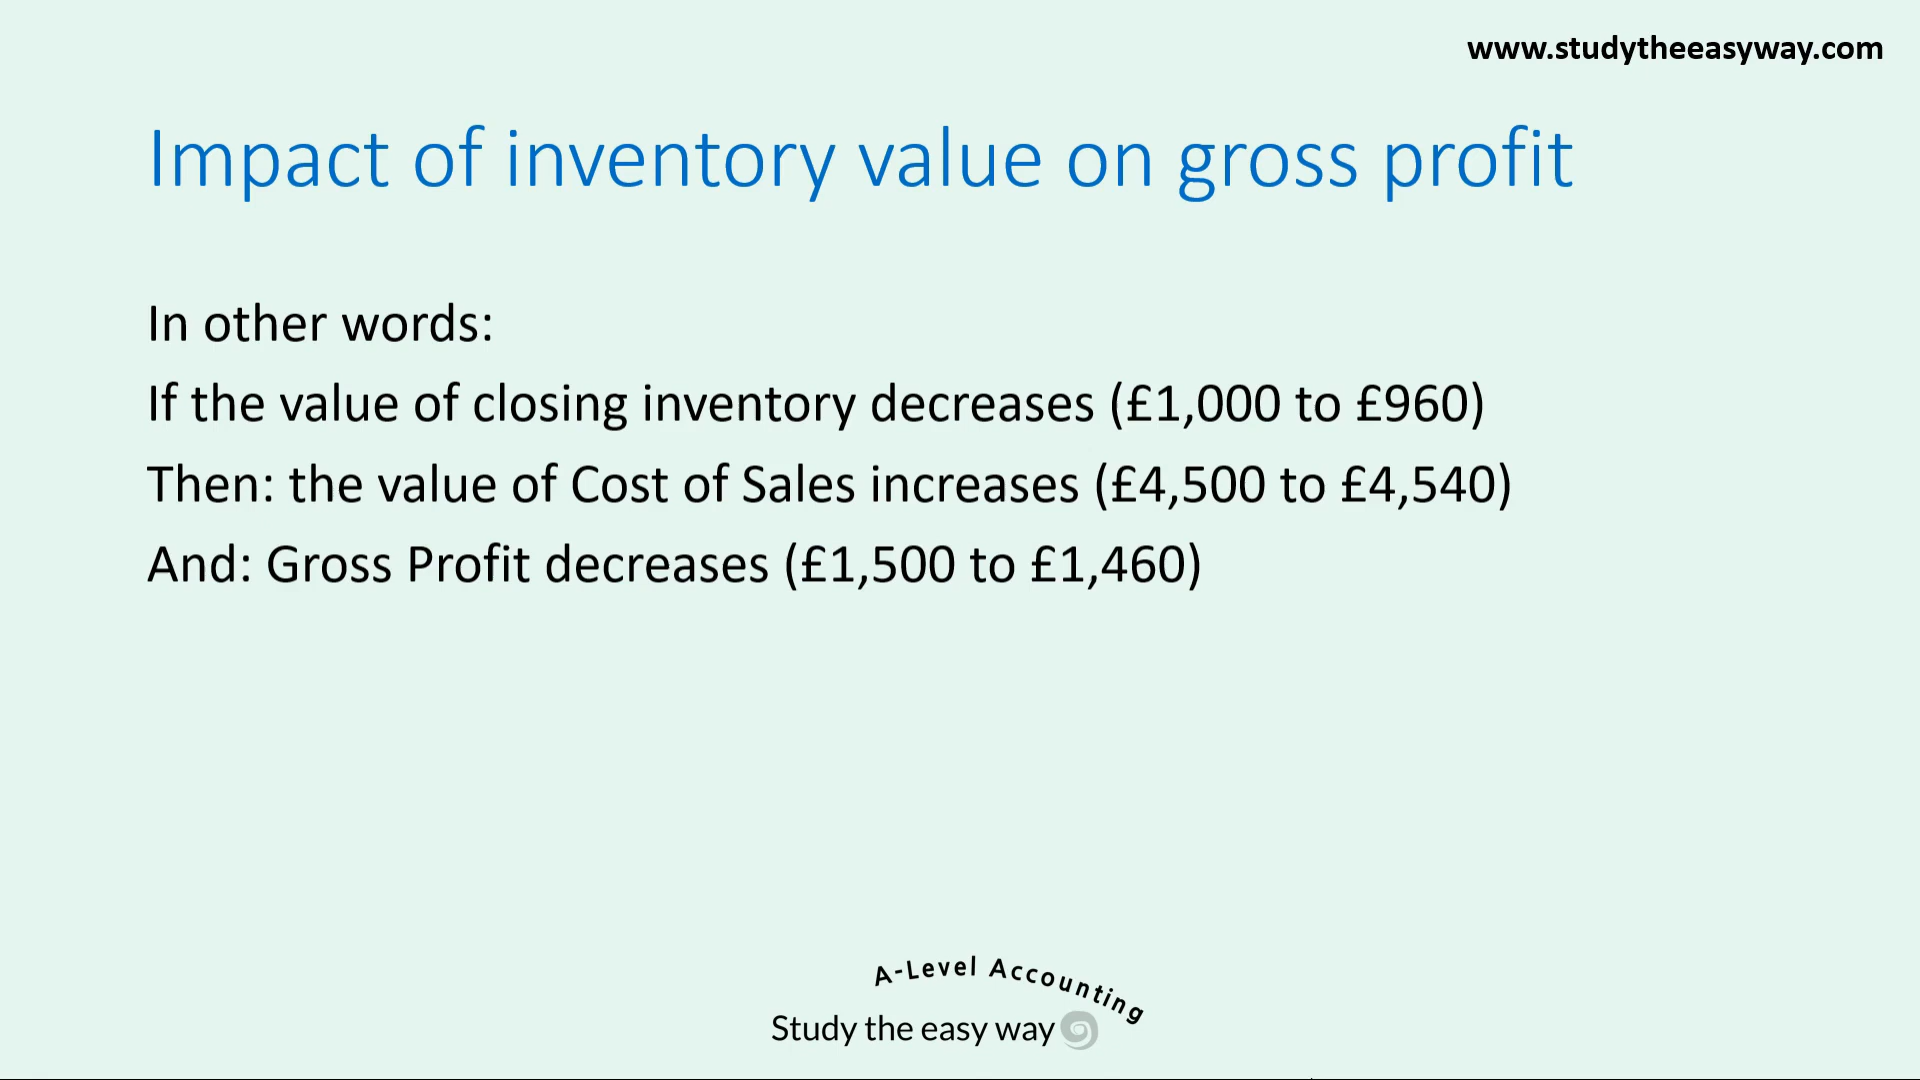 www.studytheeasyway.com
Impact of inventory value on gross profit
In other words:
If the value of closing inventory decreases (£1,000 to £960)
Then: the value of Cost of Sales increases (£4,500 to £4,540)
And: Gross Profit decreases (£1,500 to £1,460)
A-Level Accounting
Study the easy way